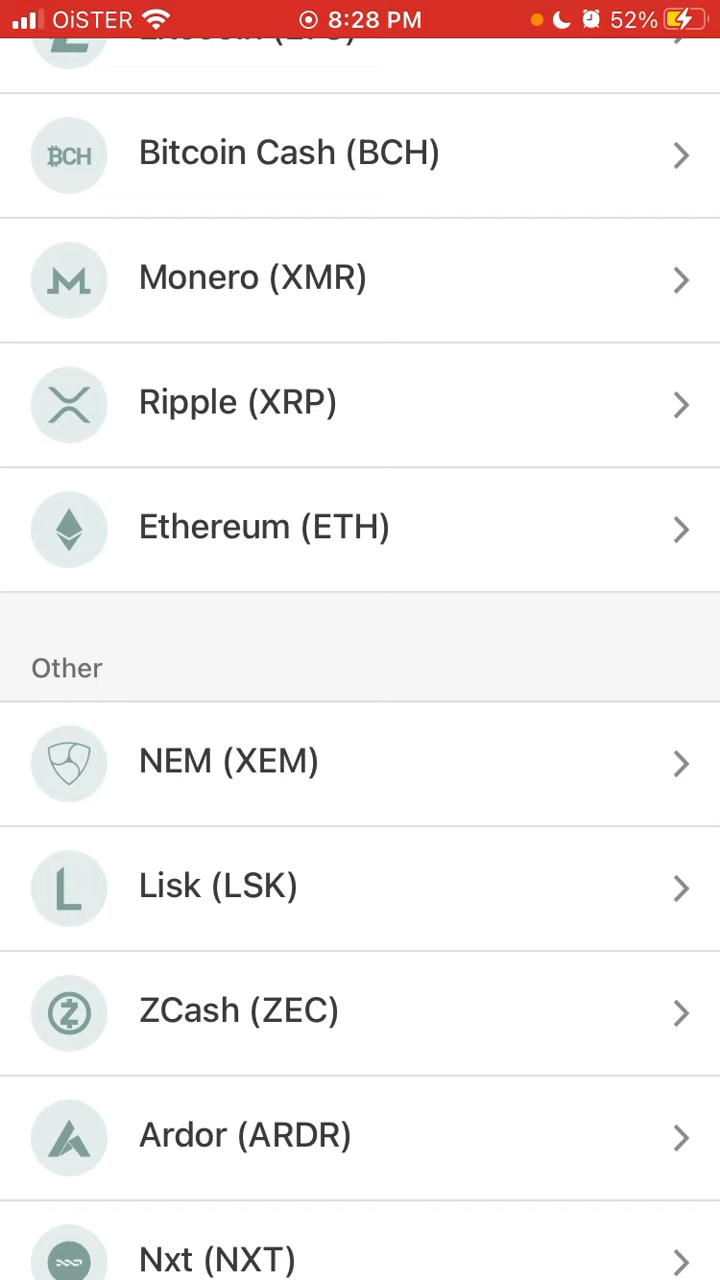 OiSTER 8:28 PM 52%
BCH Bitcoin Cash (BCH)
Monero (XMR)
Ripple (XRP)
Ethereum (ETH)
Other
NEM (XEM)
Lisk (LSK)
ZCash (ZEC)
Ardor (ARDR)
Nxt (NXT)